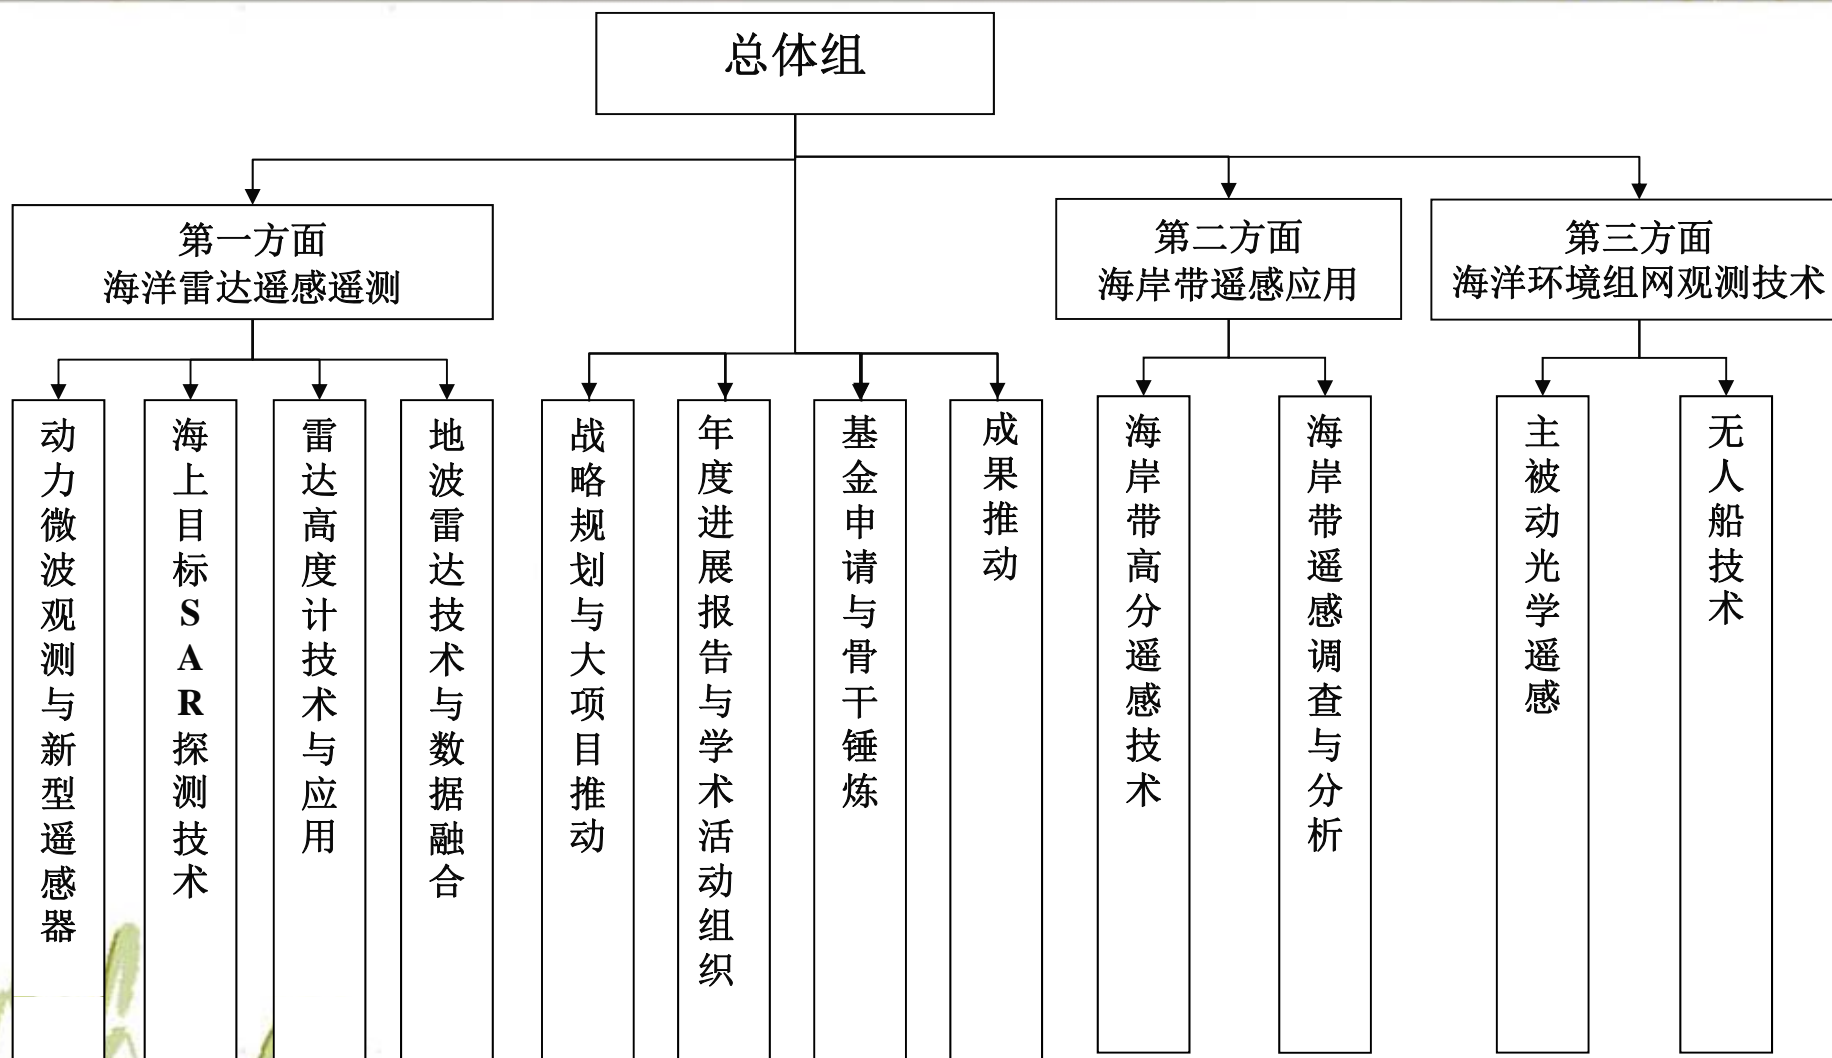 总体组
第一方面
海洋雷达遥感遥测
第二方面
海岸带遥感应用
第三方面
海洋环境组网观测技术
动力微波观测与新型遥感器
海上目标SAR探测技术
雷达高度计技术与应用
地波雷达技术与数据融合
战略规划与大项目推动
年度进展报告与学术活动组织
基金申请与骨干锤炼
成果推动
海岸带高分遥感技术
海岸带遥感调查与分析
主被动光学遥感
无人船技术